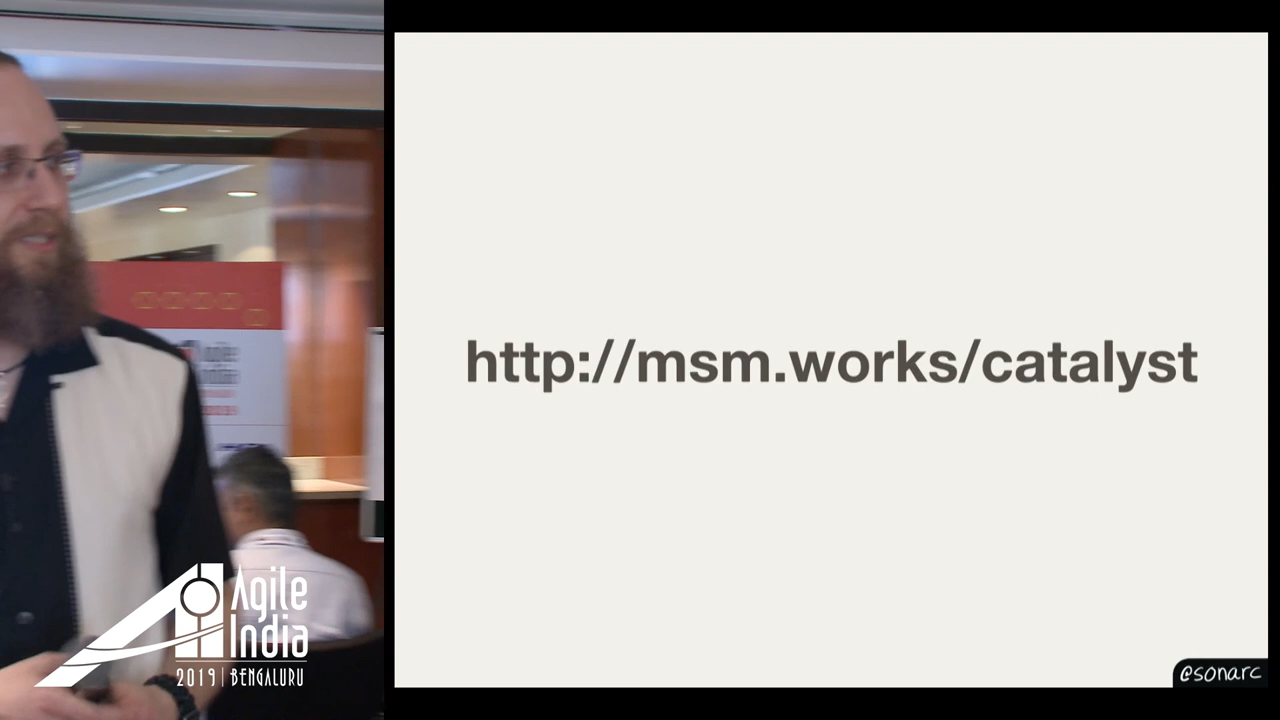 http://msm.works/catalyst
@sonarc
Agile
India
2019 | BENGALURU